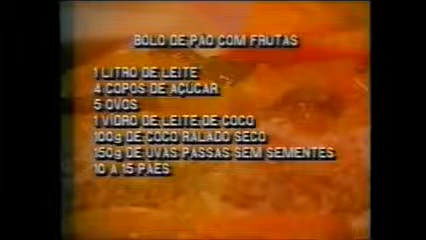 BOLO DE PÃO COM FRUTAS
1 LITRO DE LEITE
4 COPOS DE AÇÚCAR
5 OVOS
1 VIDRO DE LEITE DE COCO
100g DE COCO RALADO SECO
150g DE UVAS PASSAS SEM SEMENTES
10 A 15 PÃES